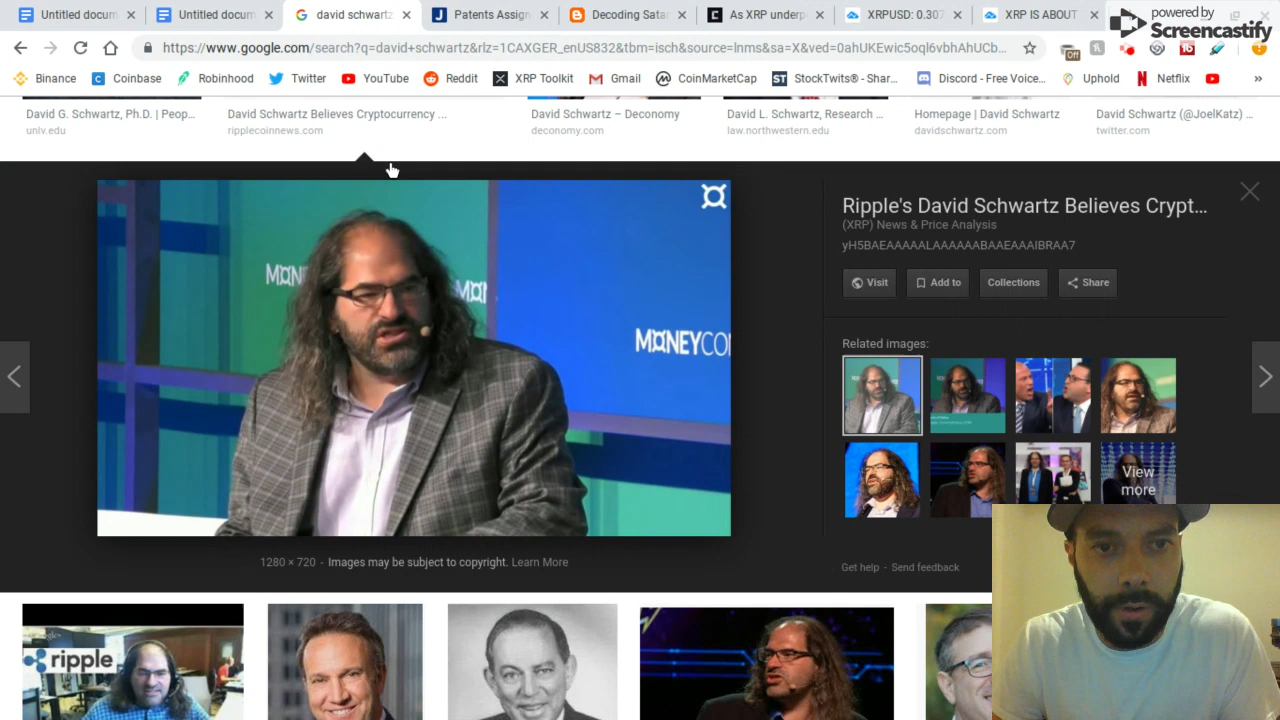 Untitled docum
Untitled docum
david schwartz
Patents Assign
Decoding Sata
As XRP underp
XRPUSD: 0.307
XRP IS ABOUT
powered by
Screencastify
https://www.google.com/search?q=david+schwartz&rlz=1CAXGER_enUS832&tbm=isch&source=lnms&sa=X&ved=0ahUKEwic5oql6vbhAhUCb...
Off
Binance
Coinbase
Robinhood
Twitter
YouTube
Reddit
XRP Toolkit
Gmail
CoinMarketCap
StockTwits® - Shar...
Discord - Free Voice...
Uphold
Netflix
»
David G. Schwartz, Ph.D. | Peop...
unlv.edu
David Schwartz Believes Cryptocurrency ...
ripplecoinnews.com
David Schwartz – Deconomy
deconomy.com
David L. Schwartz, Research ...
law.northwestern.edu
Homepage | David Schwartz
davidschwartz.com
David Schwartz (@JoelKatz) ...
twitter.com
MONEYCO
Ripple's David Schwartz Believes Crypt...
(XRP) News & Price Analysis
yH5BAEAAAAALAAAAAABAAEAAAIBRAA7
Visit
Add to
Collections
Share
Related images:
View
more
1280 × 720 - Images may be subject to copyright. Learn More
Get help - Send feedback
ripple